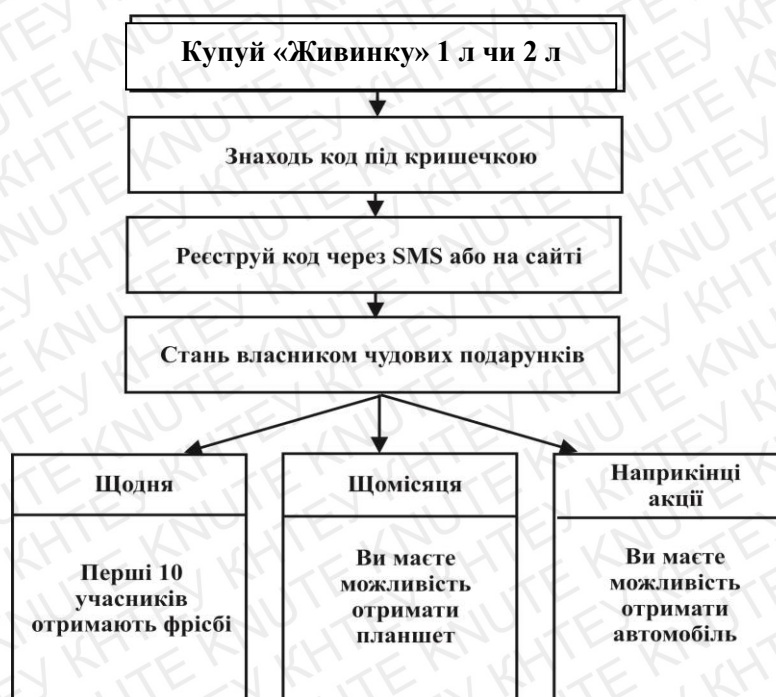 Купуй «Живинку» 1 л чи 2 л
Знаходь код під кришечкою
Реєструй код через SMS або на сайті
Стань власником чудових подарунків
Щодня
Перші 10
учасників
отримають фрісбі
Щомісяця
Ви маєте
можливість
отримати
планшет
Наприкінці
акції
Ви маєте
можливість
отримати
автомобіль